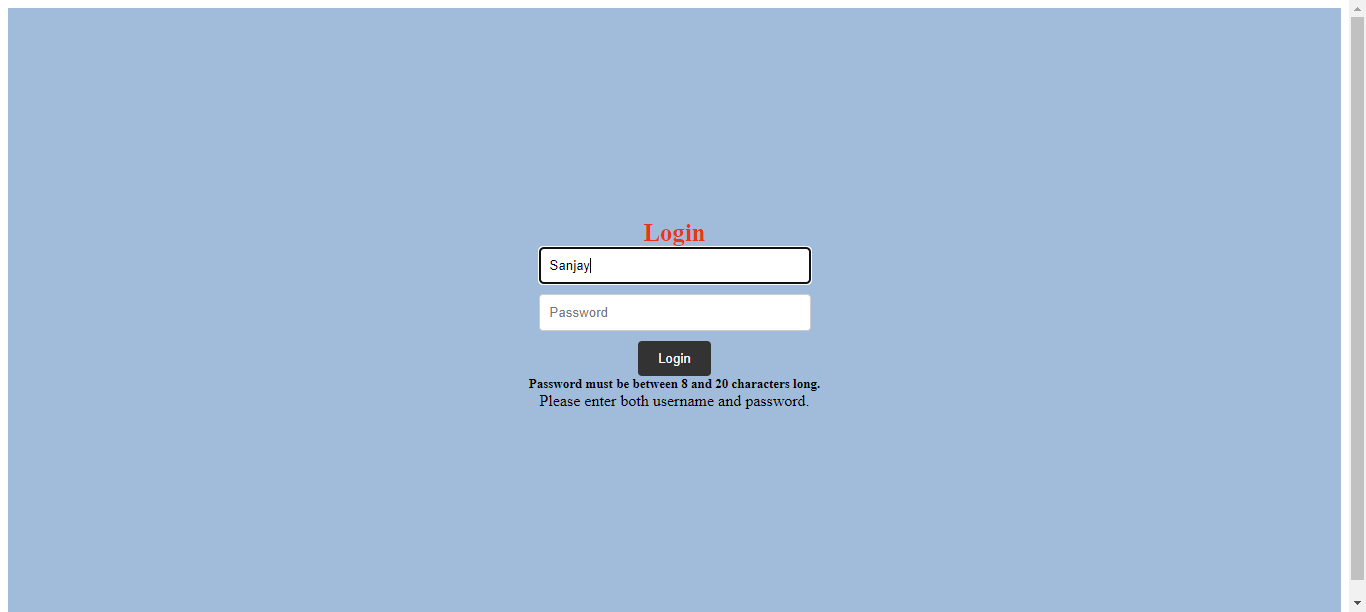 Login
Sanjay
Password
Login
Password must be between 8 and 20 characters long.
Please enter both username and password.